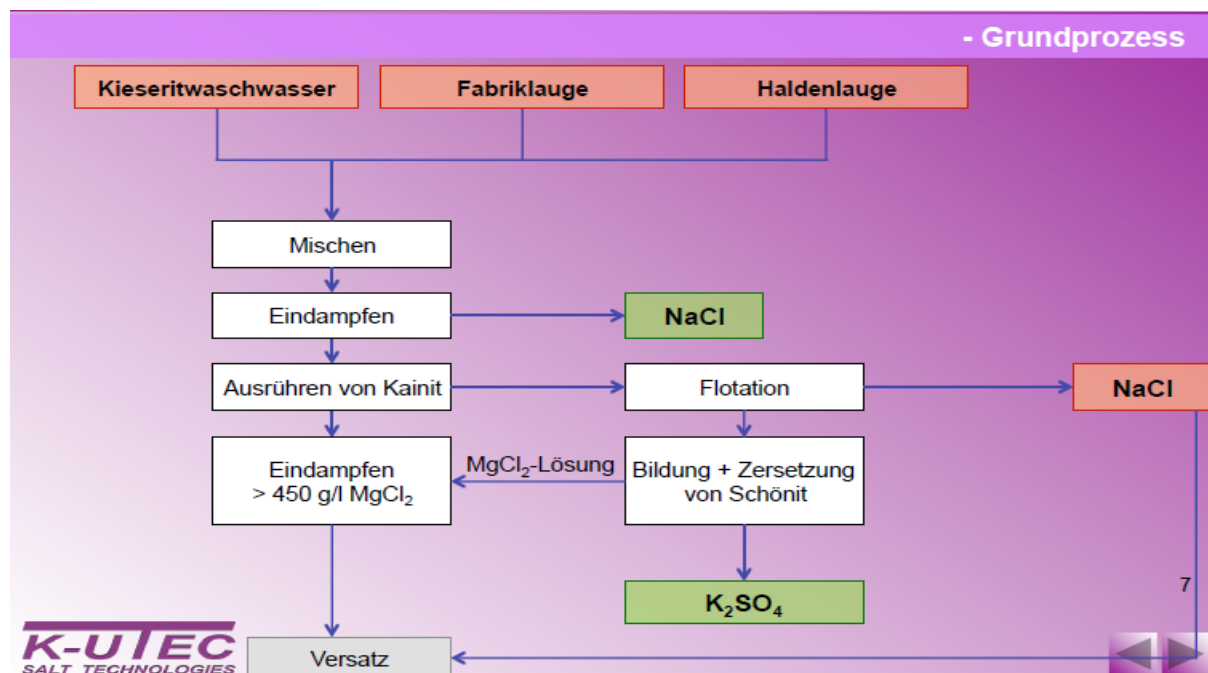 - Grundprozess
Kieseritwaschwasser
Fabriklauge
Haldenlauge
Mischen
Eindampfen
NaCl
Ausrühren von Kainit
Flotation
NaCl
Eindampfen
> 450 g/l MgCl₂
MgCl₂-Lösung
Bildung + Zersetzung
von Schönit
K₂SO₄
7
K-UTEC
SALT TECHNOLOGIES
Versatz